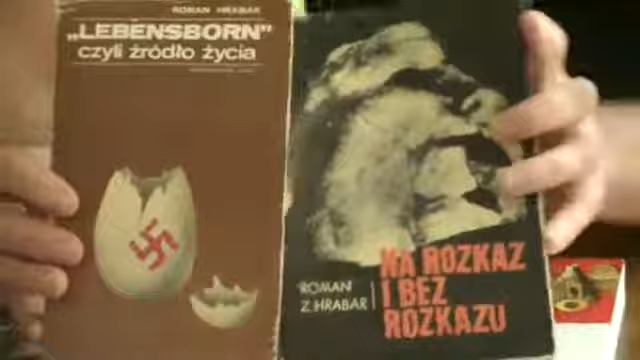 ROMAN HRABAR
„LEBENSBORN”
czyli źródło życia
NA ROZKAZ
I BEZ
ROZKAZU
ROMAN
Z. HRABAR